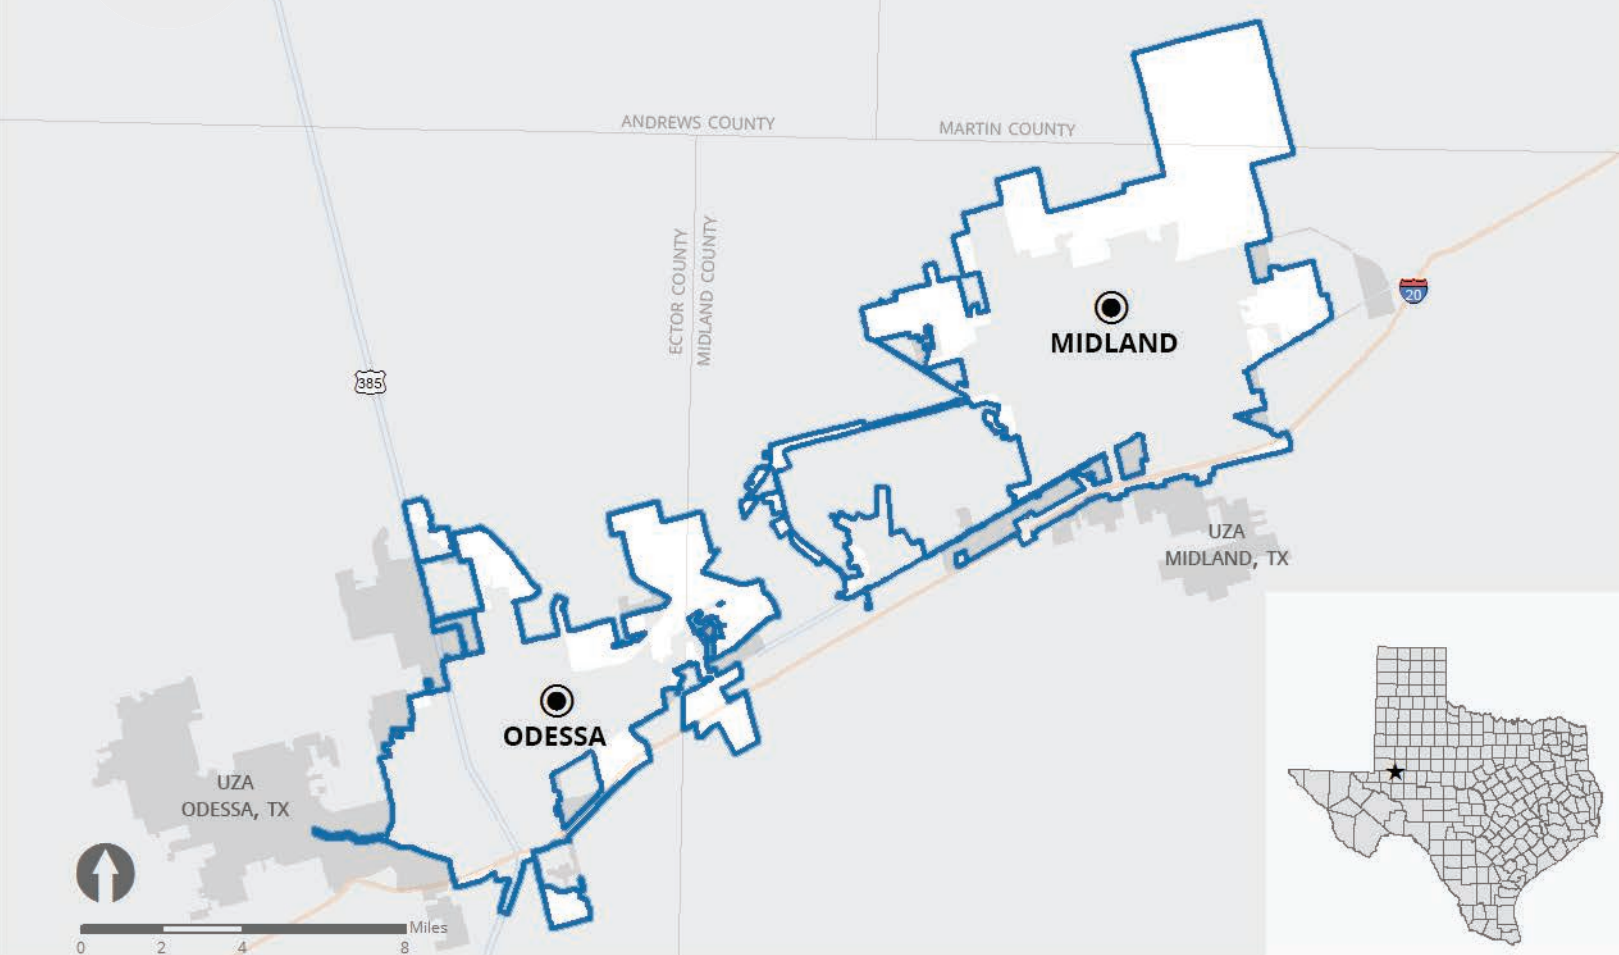 ANDREWS COUNTY
MARTIN COUNTY
ECTOR COUNTY
MIDLAND COUNTY
20
MIDLAND
385
UZA
MIDLAND, TX
ODESSA
UZA
ODESSA, TX
Miles
0 2 4 8